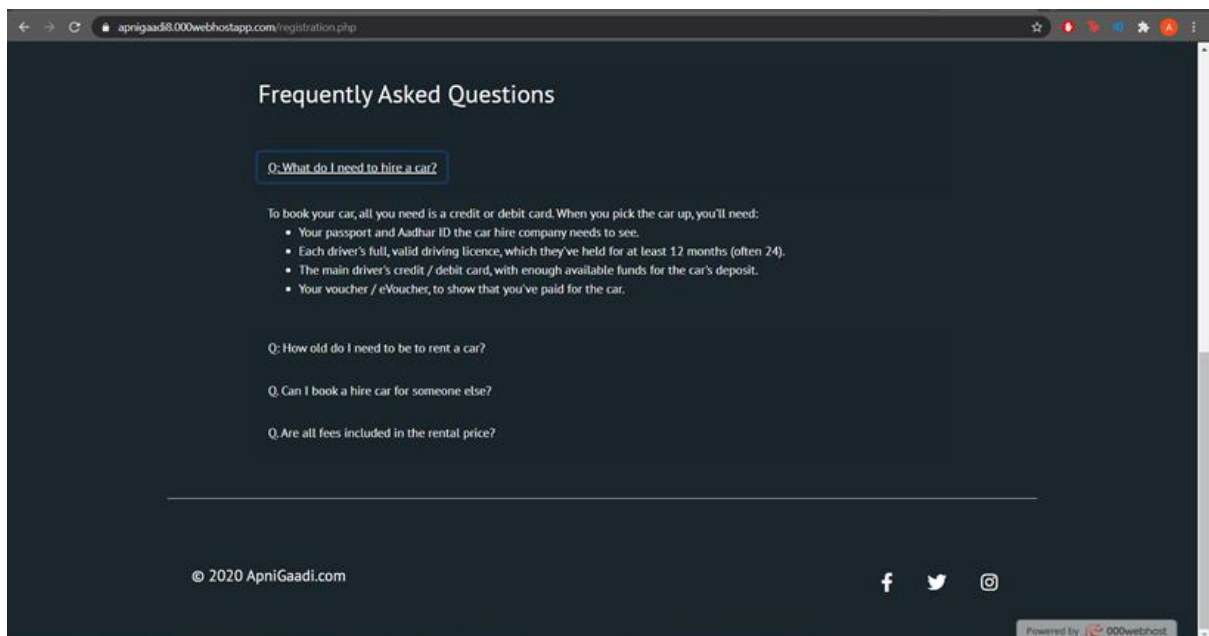 apnigaadi8.000webhostapp.com/registration.php
A
Frequently Asked Questions
Q: What do I need to hire a car?
To book your car, all you need is a credit or debit card. When you pick the car up, you'll need:
• Your passport and Aadhar ID the car hire company needs to see.
• Each driver's full, valid driving licence, which they've held for at least 12 months (often 24).
• The main driver's credit / debit card, with enough available funds for the car's deposit.
• Your voucher / eVoucher, to show that you've paid for the car.
Q: How old do I need to be to rent a car?
Q. Can I book a hire car for someone else?
Q. Are all fees included in the rental price?
© 2020 ApniGaadi.com
Powered by 000webhost